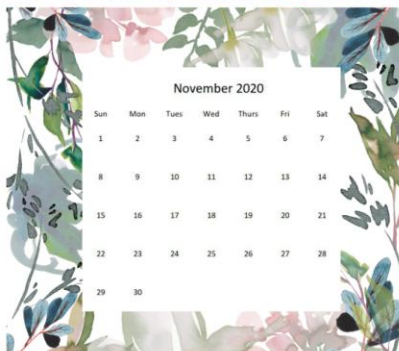 November 2020
Sun Mon Tues Wed Thurs Fri Sat
1 2 3 4 5 6 7
8 9 10 11 12 13 14
15 16 17 18 19 20 21
22 23 24 25 26 27 28
29 30